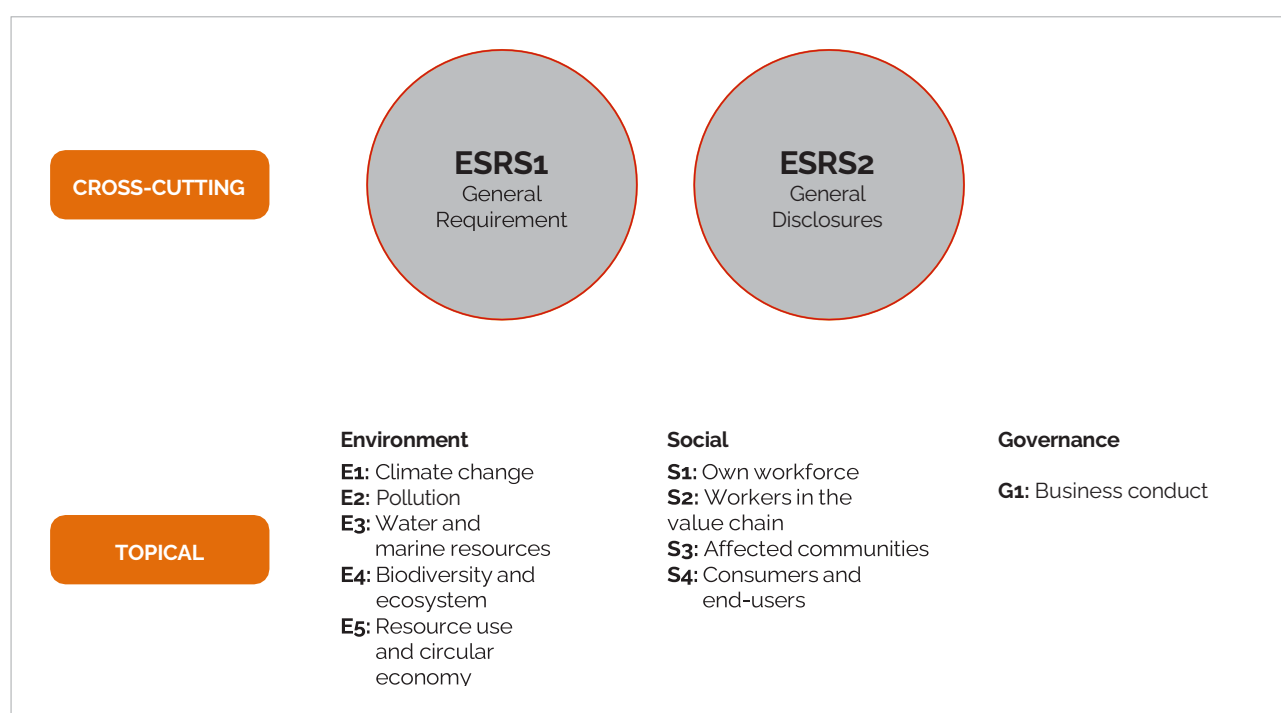 CROSS-CUTTING
ESRS1
General
Requirement
ESRS2
General
Disclosures
TOPICAL
Environment
E1: Climate change
E2: Pollution
E3: Water and
marine resources
E4: Biodiversity and
ecosystem
E5: Resource use
and circular
economy
Social
S1: Own workforce
S2: Workers in the
value chain
S3: Affected communities
S4: Consumers and
end-users
Governance
G1: Business conduct